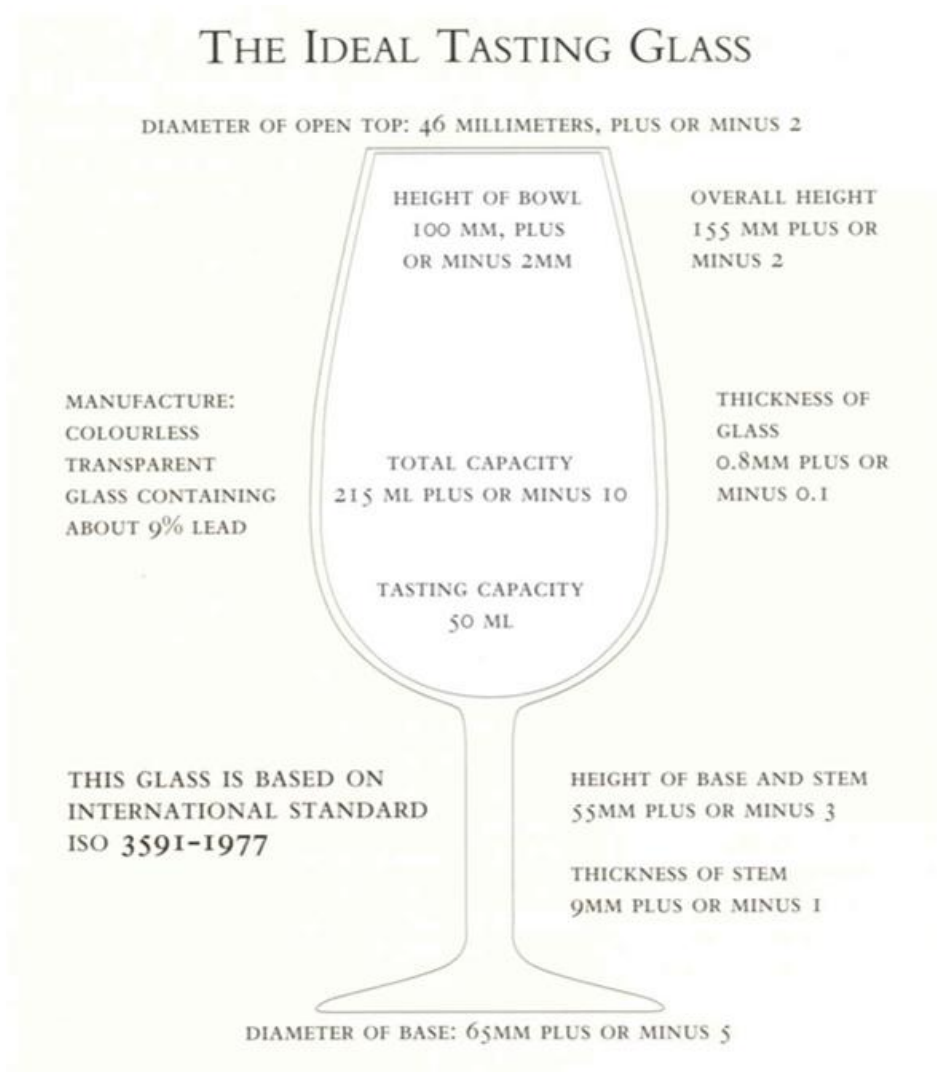 THE IDEAL TASTING GLASS
DIAMETER OF OPEN TOP: 46 MILLIMETERS, PLUS OR MINUS 2
HEIGHT OF BOWL
100 MM, PLUS
OR MINUS 2MM
OVERALL HEIGHT
155 MM PLUS OR
MINUS 2
MANUFACTURE:
COLOURLESS
TRANSPARENT
GLASS CONTAINING
ABOUT 9% LEAD
TOTAL CAPACITY
215 ML PLUS OR MINUS 10
TASTING CAPACITY
50 ML
THICKNESS OF
GLASS
0.8MM PLUS OR
MINUS 0.1
THIS GLASS IS BASED ON
INTERNATIONAL STANDARD
ISO 3591-1977
HEIGHT OF BASE AND STEM
55MM PLUS OR MINUS 3
THICKNESS OF STEM
9MM PLUS OR MINUS 1
DIAMETER OF BASE: 65MM PLUS OR MINUS 5